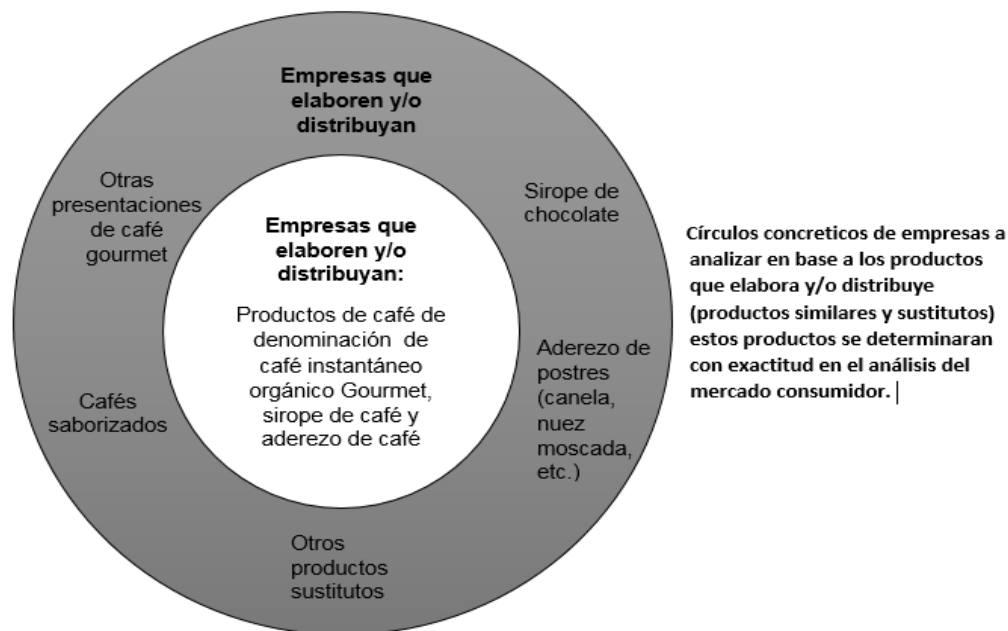 Empresas que
elaboren y/o
distribuyan
Otras
presentaciones
de café
gourmet
Sirope de
chocolate
Empresas que
elaboren y/o
distribuyan:
Productos de café de
denominación de
café instantáneo
orgánico Gourmet,
sirope de café y
aderezo de café
Cafés
saborizados
Aderezo de
postres
(canela,
nuez
moscada,
etc.)
Otros
productos
sustitutos
Círculos concreticos de empresas a
analizar en base a los productos
que elabora y/o distribuye
(productos similares y sustitutos)
estos productos se determinaran
con exactitud en el análisis del
mercado consumidor.